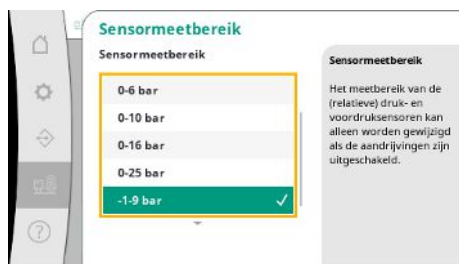 Sensormeetbereik
Sensormeetbereik
0-6 bar
0-10 bar
0-16 bar
0-25 bar
-1-9 bar
Sensormeetbereik
Het meetbereik van de
(relatieve) druk- en
voordruksensoren kan
alleen worden gewijzigd
als de aandrijvingen zijn
uitgeschakeld.
?